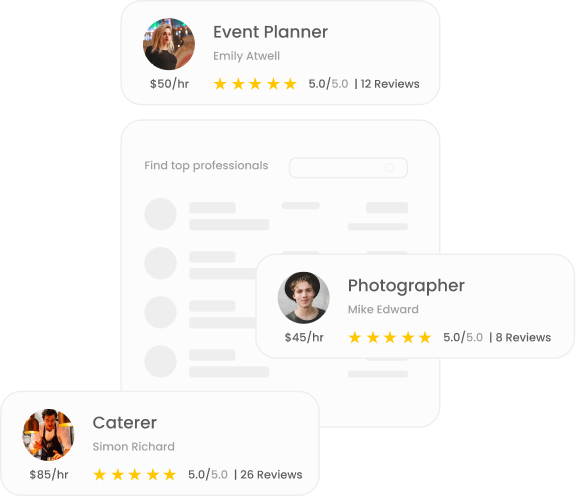 Event Planner
Emily Atwell
$50/hr 5.0/5.0 | 12 Reviews
Find top professionals
Photographer
Mike Edward
$45/hr 5.0/5.0 | 8 Reviews
Caterer
Simon Richard
$85/hr 5.0/5.0 | 26 Reviews